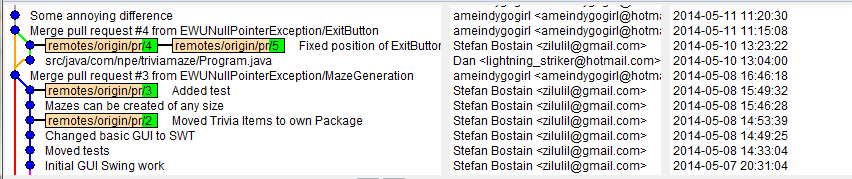 Some annoying difference ameindygogirl <ameindygogirl@hotma 2014-05-11 11:20:30
Merge pull request #4 from EWUNullPointerException/ExitButton ameindygogirl <ameindygogirl@hotma 2014-05-11 11:15:08
remotes/origin/pr/4 remotes/origin/pr/5 Fixed position of ExitButton Stefan Bostain <zilulil@gmail.com> 2014-05-10 13:23:22
src/java/com/npe/triviamaze/Program.java Dan <lightning_striker@hotmail.com> 2014-05-10 13:04:00
Merge pull request #3 from EWUNullPointerException/MazeGeneration ameindygogirl <ameindygogirl@hotma 2014-05-08 16:46:18
remotes/origin/pr/3 Added test Stefan Bostain <zilulil@gmail.com> 2014-05-08 15:49:32
Mazes can be created of any size Stefan Bostain <zilulil@gmail.com> 2014-05-08 15:46:28
remotes/origin/pr/2 Moved Trivia Items to own Package Stefan Bostain <zilulil@gmail.com> 2014-05-08 14:53:39
Changed basic GUI to SWT Stefan Bostain <zilulil@gmail.com> 2014-05-08 14:49:25
Moved tests Stefan Bostain <zilulil@gmail.com> 2014-05-08 14:33:04
Initial GUI Swing work Stefan Bostain <zilulil@gmail.com> 2014-05-07 20:31:04